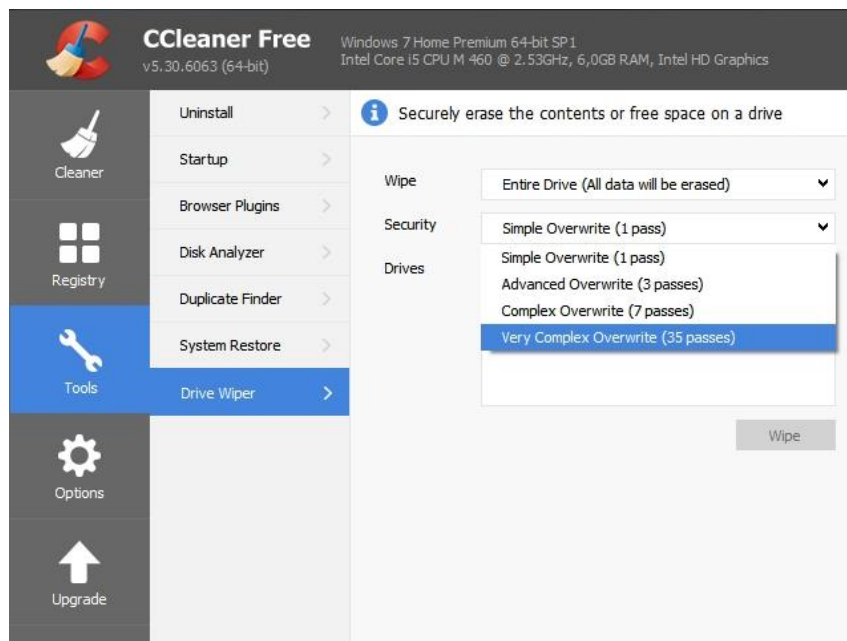 CCleaner Free
v5.30.6063 (64-bit)
Windows 7 Home Premium 64-bit SP1
Intel Core i5 CPU M 460 @ 2.53GHz, 6,0GB RAM, Intel HD Graphics
Cleaner
Registry
Tools
Options
Upgrade
Uninstall
Startup
Browser Plugins
Disk Analyzer
Duplicate Finder
System Restore
Drive Wiper
Securely erase the contents or free space on a drive
Wipe
Entire Drive (All data will be erased)
Security
Simple Overwrite (1 pass)
Drives
Simple Overwrite (1 pass)
Advanced Overwrite (3 passes)
Complex Overwrite (7 passes)
Very Complex Overwrite (35 passes)
Wipe